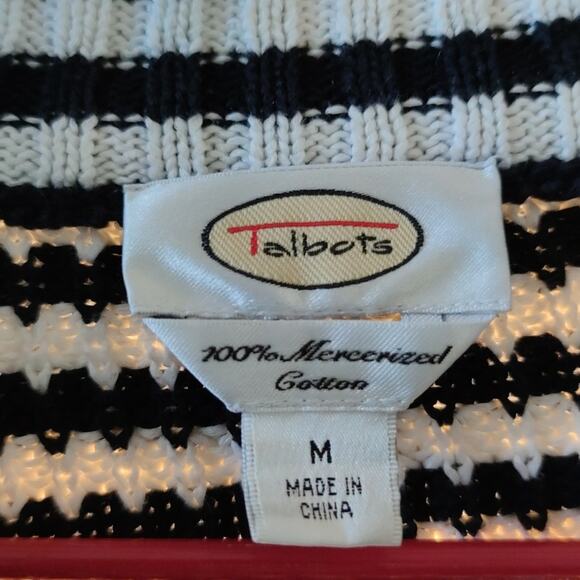 Talbots
100% Mercerized
Cotton
M
MADE IN
CHINA